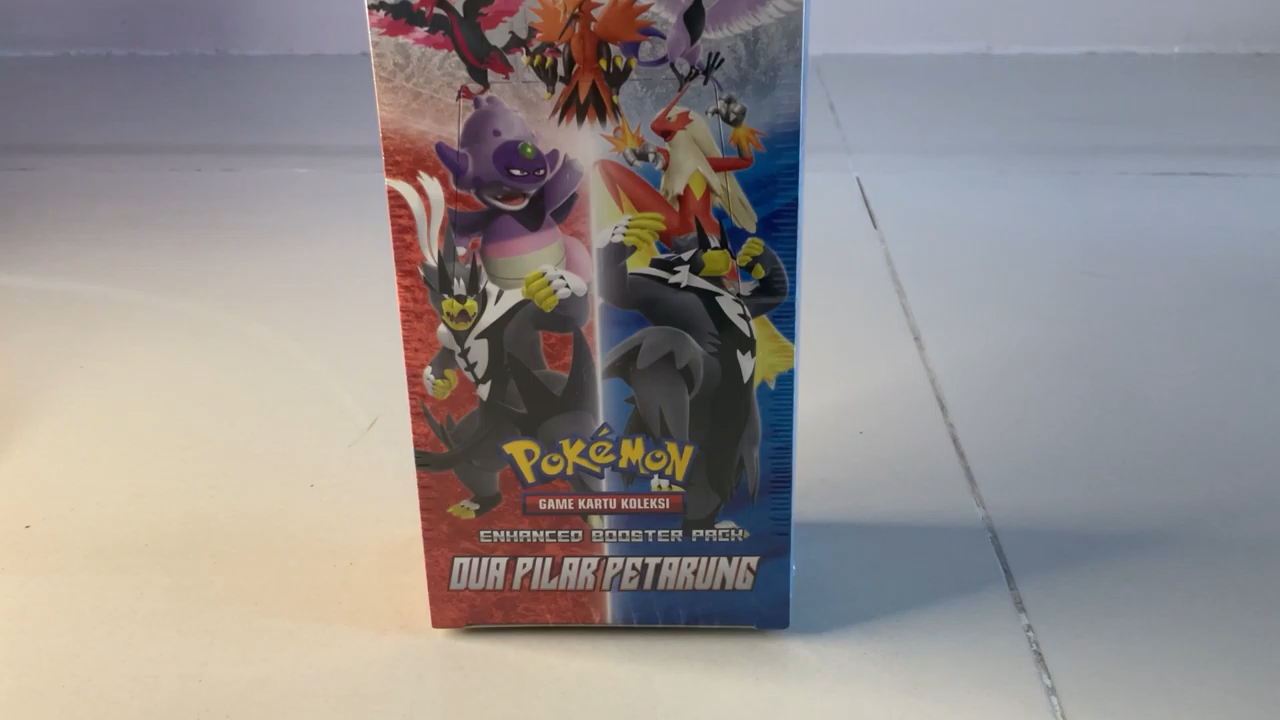 POKéMON
GAME KARTU KOLEKSI
ENHANCED BOOSTER PACK
DUA PILAR PETARUNG